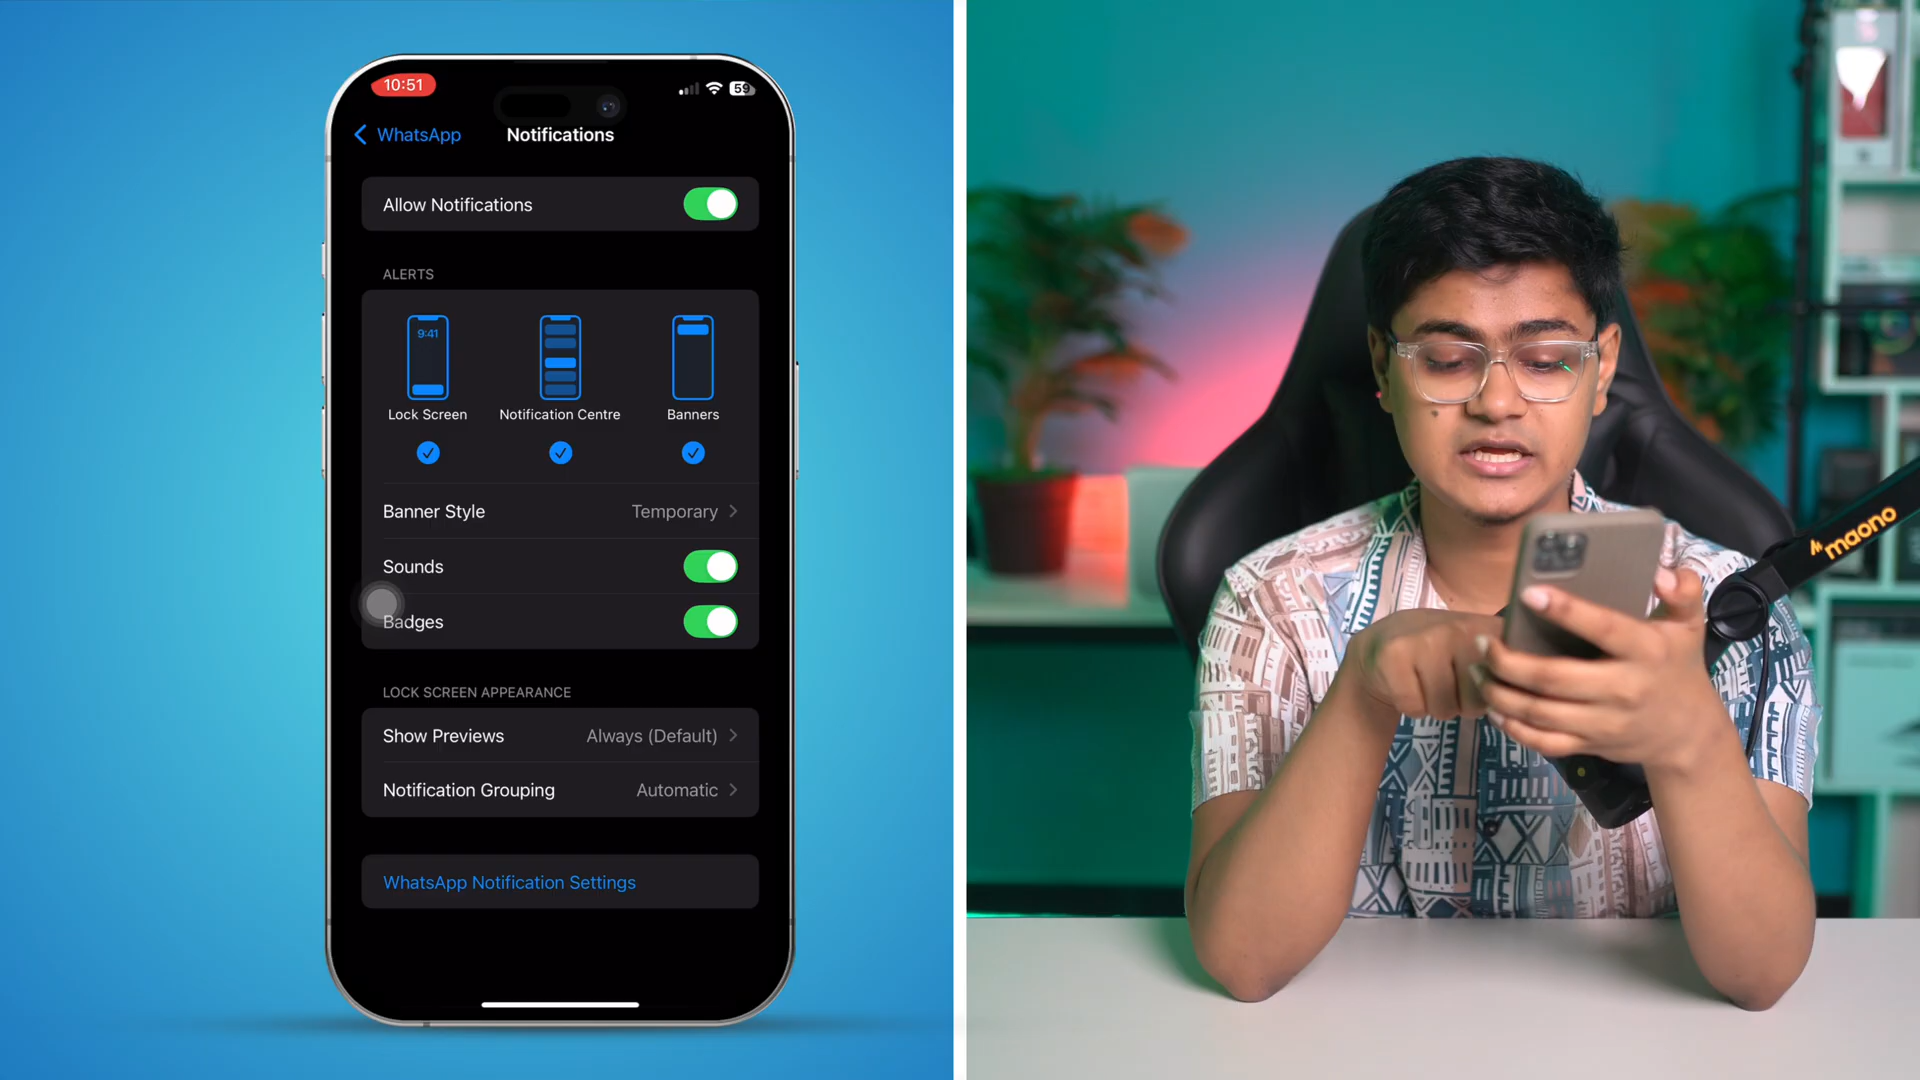 10:51
59
WhatsApp
Notifications
Allow Notifications
ALERTS
9:41
Lock Screen
Notification Centre
Banners
Banner Style
Temporary
Sounds
Badges
LOCK SCREEN APPEARANCE
Show Previews
Always (Default)
Notification Grouping
Automatic
WhatsApp Notification Settings
maono